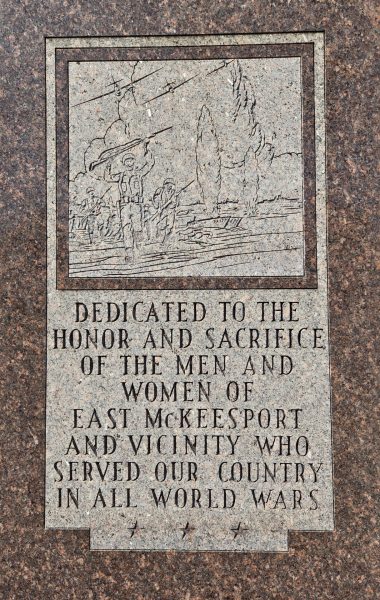 DEDICATED TO THE
HONOR AND SACRIFICE
OF THE MEN AND
WOMEN OF
EAST McKEESPORT
AND VICINITY WHO
SERVED OUR COUNTRY
IN ALL WORLD WARS